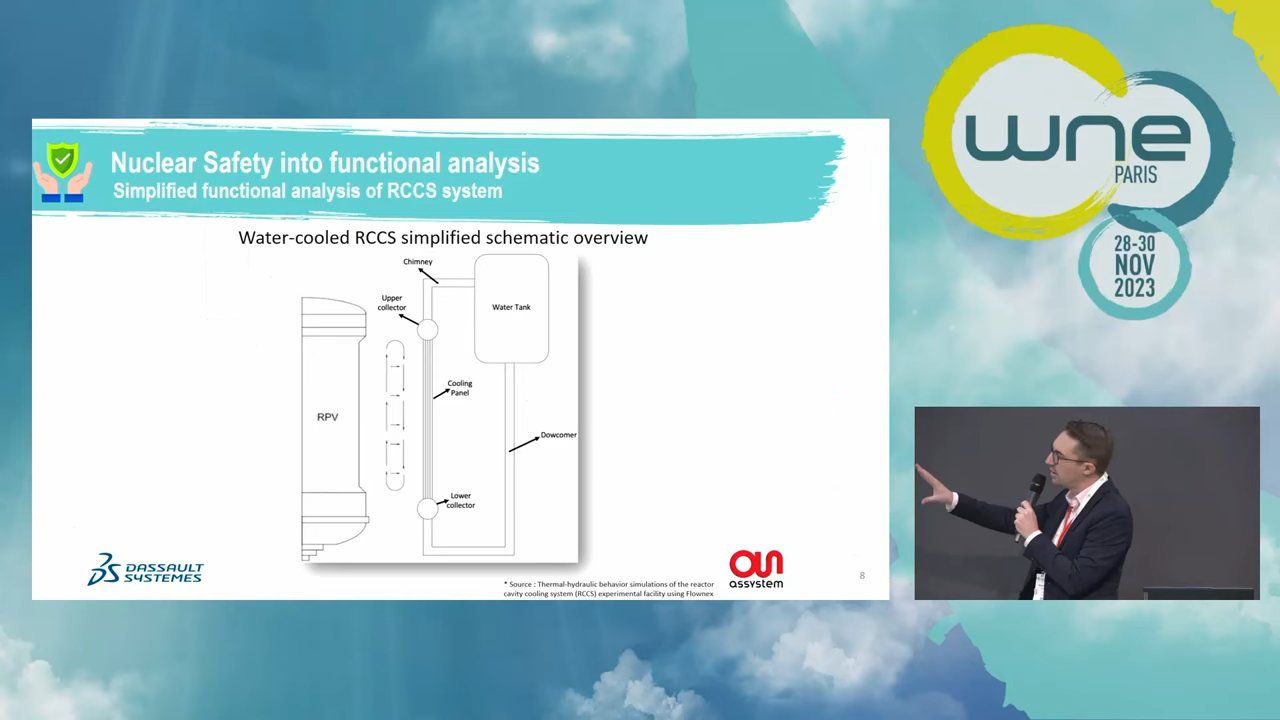 Nuclear Safety into functional analysis
Simplified functional analysis of RCCS system
Water-cooled RCCS simplified schematic overview
Chimney
Upper
collector
Water Tank
Cooling
Panel
RPV
Dowcomer
Lower
collector
DASSAULT
SYSTEMES
assystem
* Source : Thermal-hydraulic behavior simulations of the reactor
cavity cooling system (RCCS) experimental facility using Flownex
8
wne
PARIS
28-30
NOV
2023